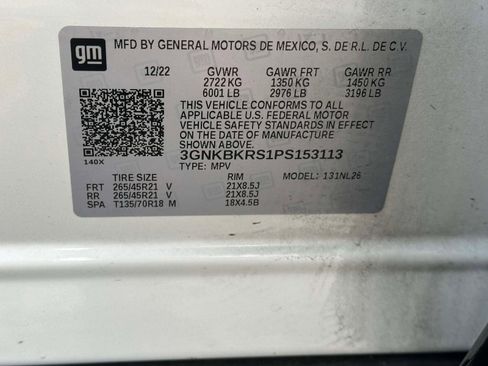 gm
MFD BY GENERAL MOTORS DE MEXICO, S. DE R.L. DE C.V.
12/22 GVWR GAWR FRT GAWR RR
2722 KG 1350 KG 1450 KG
6001 LB 2976 LB 3196 LB
THIS VEHICLE CONFORMS TO ALL
APPLICABLE U.S. FEDERAL MOTOR
VEHICLE SAFETY STANDARDS IN
EFFECT ON THE DATE OF
MANUFACTURE SHOWN ABOVE.
3GNKBKRS1PS153113
140X
TYPE: MPV
TIRE SIZE RIM 131NL26
FRT 265/45R21 V 21X8.5J
RR 265/45R21 V 21X8.5J
SPA T135/70R18 M 18X4.5B